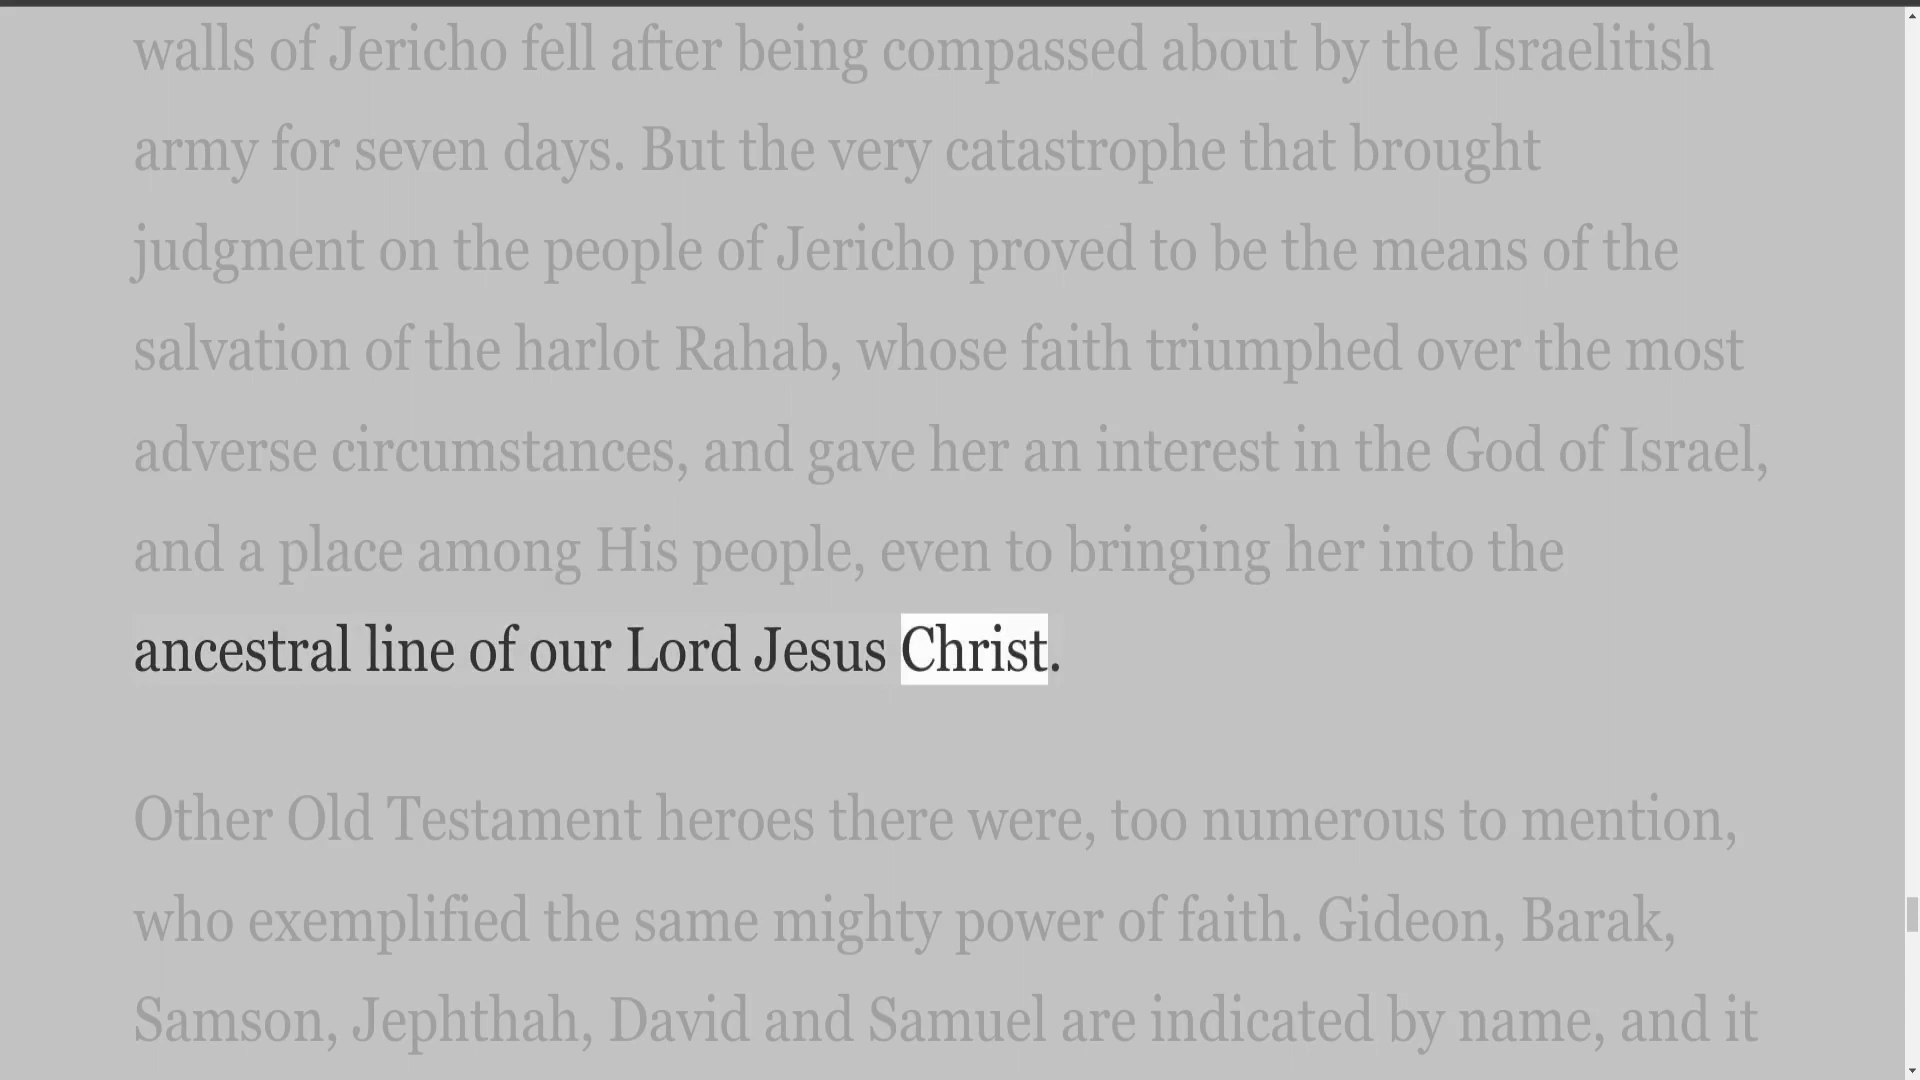 walls of Jericho fell after being compassed about by the Israelitish
army for seven days. But the very catastrophe that brought
judgment on the people of Jericho proved to be the means of the
salvation of the harlot Rahab, whose faith triumphed over the most
adverse circumstances, and gave her an interest in the God of Israel,
and a place among His people, even to bringing her into the
ancestral line of our Lord Jesus Christ.
Other Old Testament heroes there were, too numerous to mention,
who exemplified the same mighty power of faith. Gideon, Barak,
Samson, Jephthah, David and Samuel are indicated by name, and it